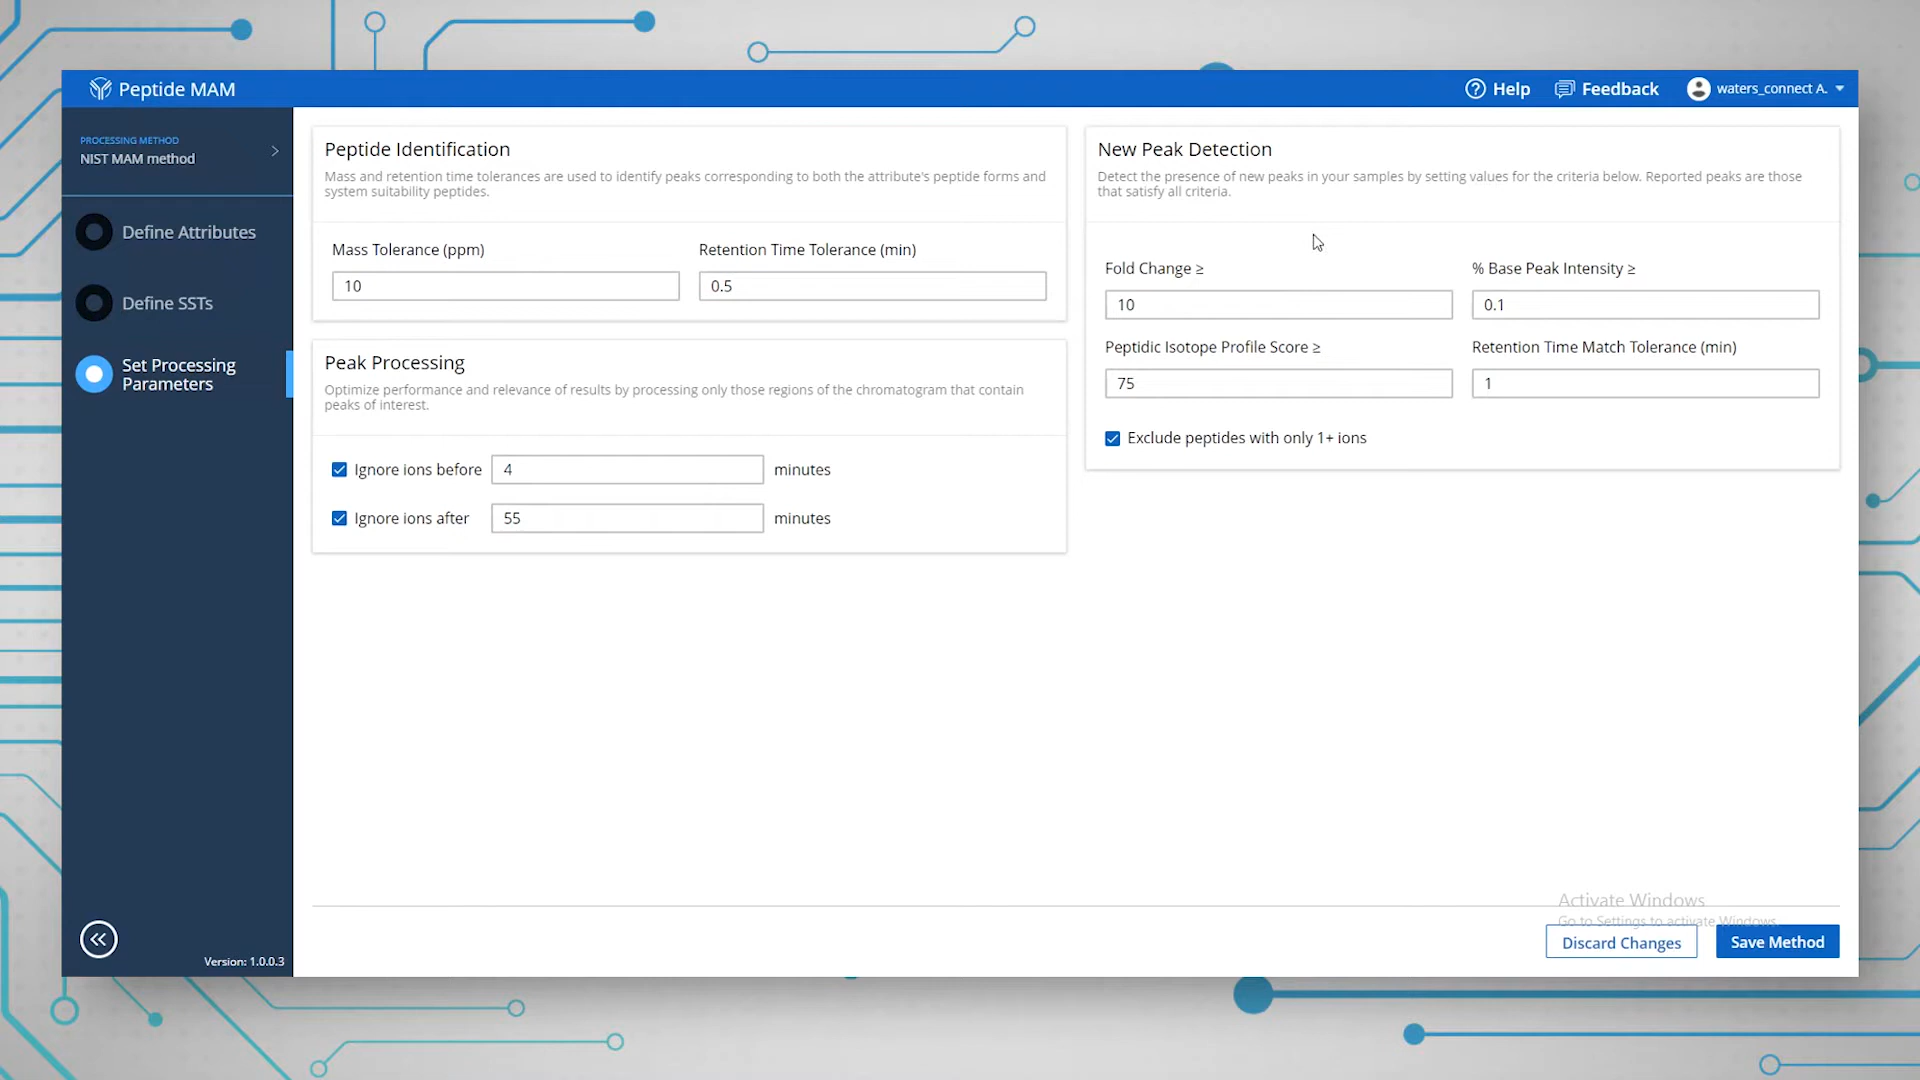 Peptide MAM
Help
Feedback
waters_connect A.
PROCESSING METHOD
NIST MAM method
Define Attributes
Define SSTs
Set Processing
Parameters
Version: 1.0.0.3
Peptide Identification
Mass and retention time tolerances are used to identify peaks corresponding to both the attribute's peptide forms and
system suitability peptides.
Mass Tolerance (ppm)
Retention Time Tolerance (min)
10
0.5
Peak Processing
Optimize performance and relevance of results by processing only those regions of the chromatogram that contain
peaks of interest.
Ignore ions before 4 minutes
Ignore ions after 55 minutes
New Peak Detection
Detect the presence of new peaks in your samples by setting values for the criteria below. Reported peaks are those
that satisfy all criteria.
Fold Change ≥
% Base Peak Intensity ≥
10
0.1
Peptidic Isotope Profile Score ≥
Retention Time Match Tolerance (min)
75
1
Exclude peptides with only 1+ ions
Activate Windows
Go to Settings to activate Windows.
Discard Changes
Save Method